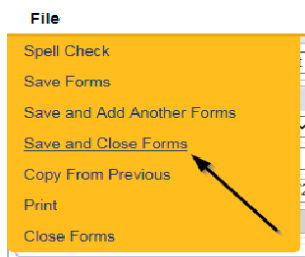 File
Spell Check
Save Forms
Save and Add Another Forms
Save and Close Forms
Copy From Previous
Print
Close Forms